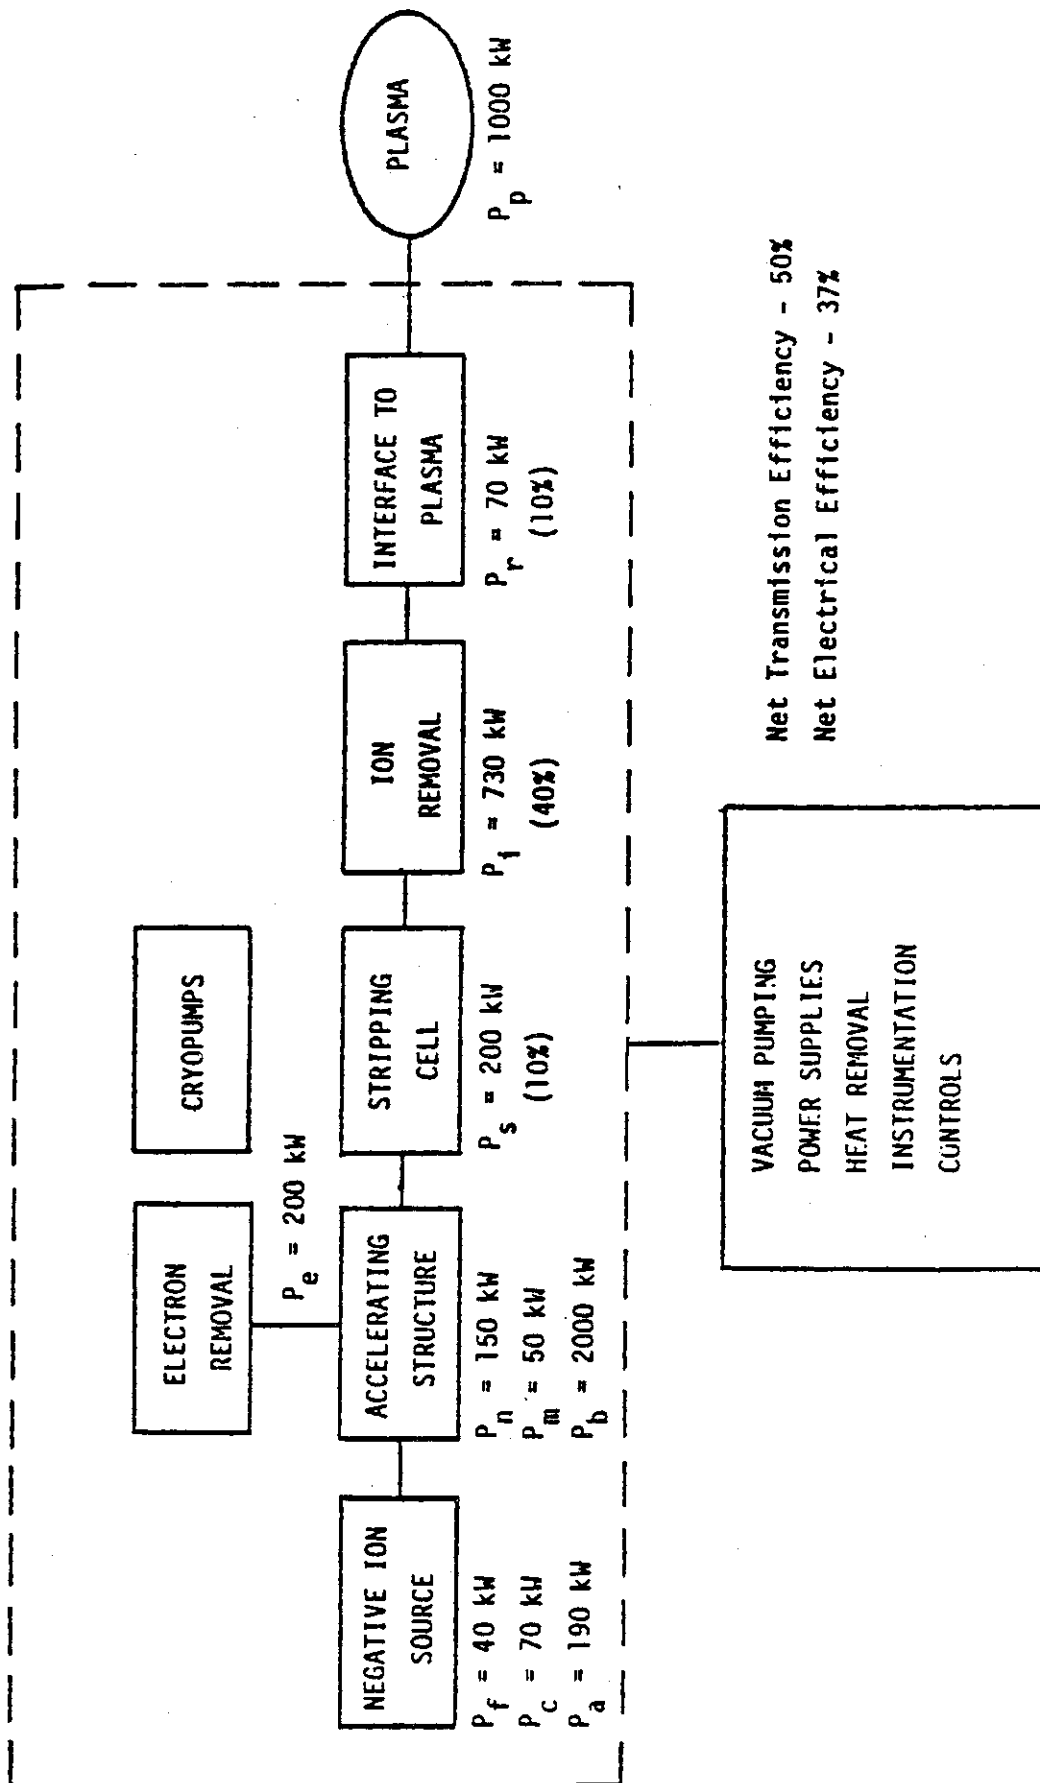 ELECTRON
REMOVAL
CRYOPUMPS
P_e = 200 kW
NEGATIVE ION
SOURCE
P_f = 40 kW
P_c = 70 kW
P_a = 190 kW
ACCELERATING
STRUCTURE
P_n = 150 kW
P_m = 50 kW
P_b = 2000 kW
STRIPPING
CELL
P_s = 200 kW
(10%)
ION
REMOVAL
P_i = 730 kW
(40%)
INTERFACE TO
PLASMA
P_r = 70 kW
(10%)
PLASMA
P_p = 1000 kW
VACUUM PUMPING
POWER SUPPLIES
HEAT REMOVAL
INSTRUMENTATION
CONTROLS
Net Transmission Efficiency - 50%
Net Electrical Efficiency - 37%